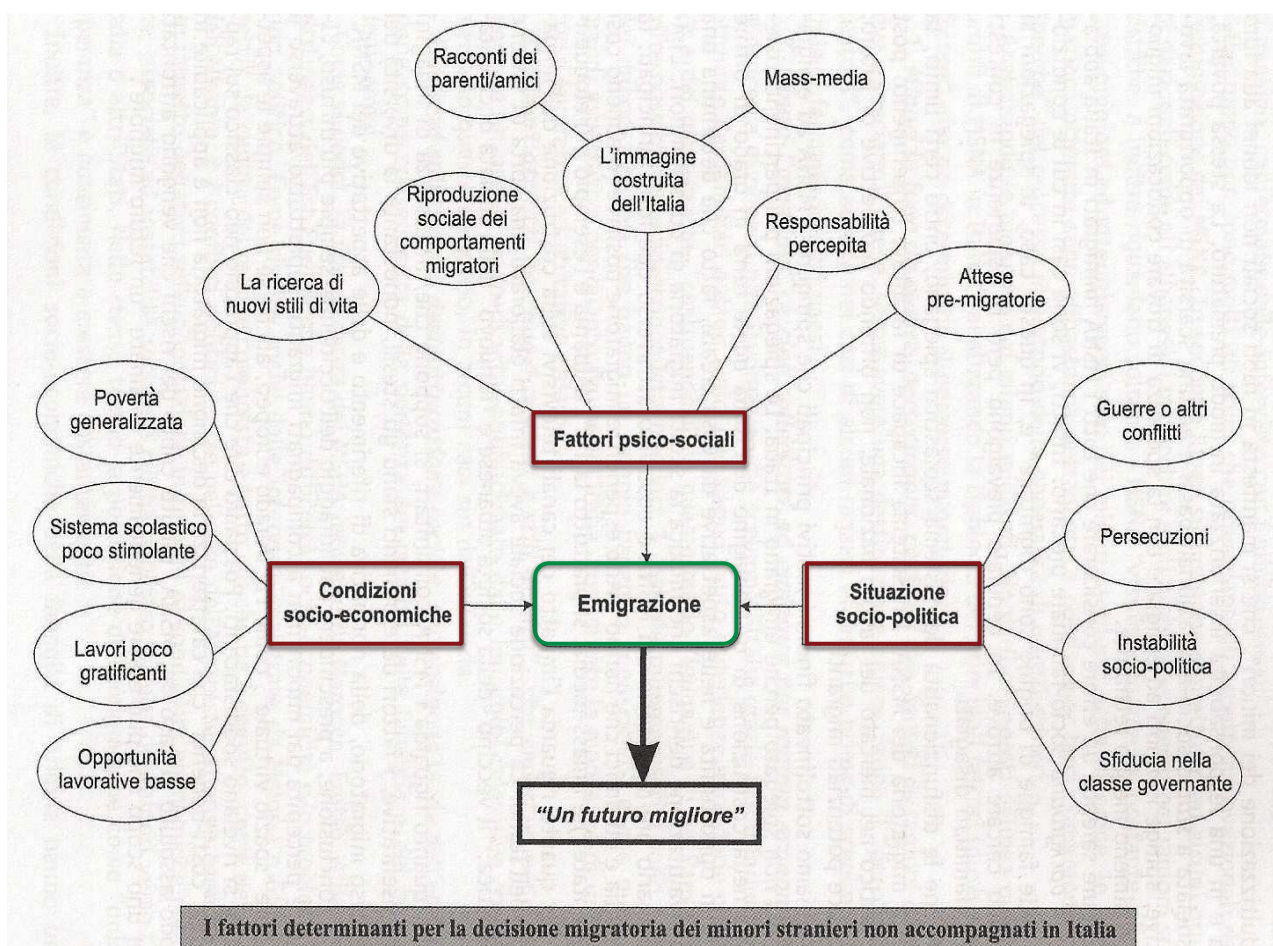 Racconti dei
parenti/amici
Mass-media
L'immagine
costruita
dell'Italia
Riproduzione
sociale dei
comportamenti
migratori
Responsabilità
percepita
La ricerca di
nuovi stili di vita
Attese
pre-migratorie
Fattori psico-sociali
Povertà
generalizzata
Sistema scolastico
poco stimolante
Lavori poco
gratificanti
Opportunità
lavorative basse
Condizioni
socio-economiche
Emigrazione
Situazione
socio-politica
Guerre o altri
conflitti
Persecuzioni
Instabilità
socio-politica
Sfiducia nella
classe governante
“Un futuro migliore”
I fattori determinanti per la decisione migratoria dei minori stranieri non accompagnati in Italia